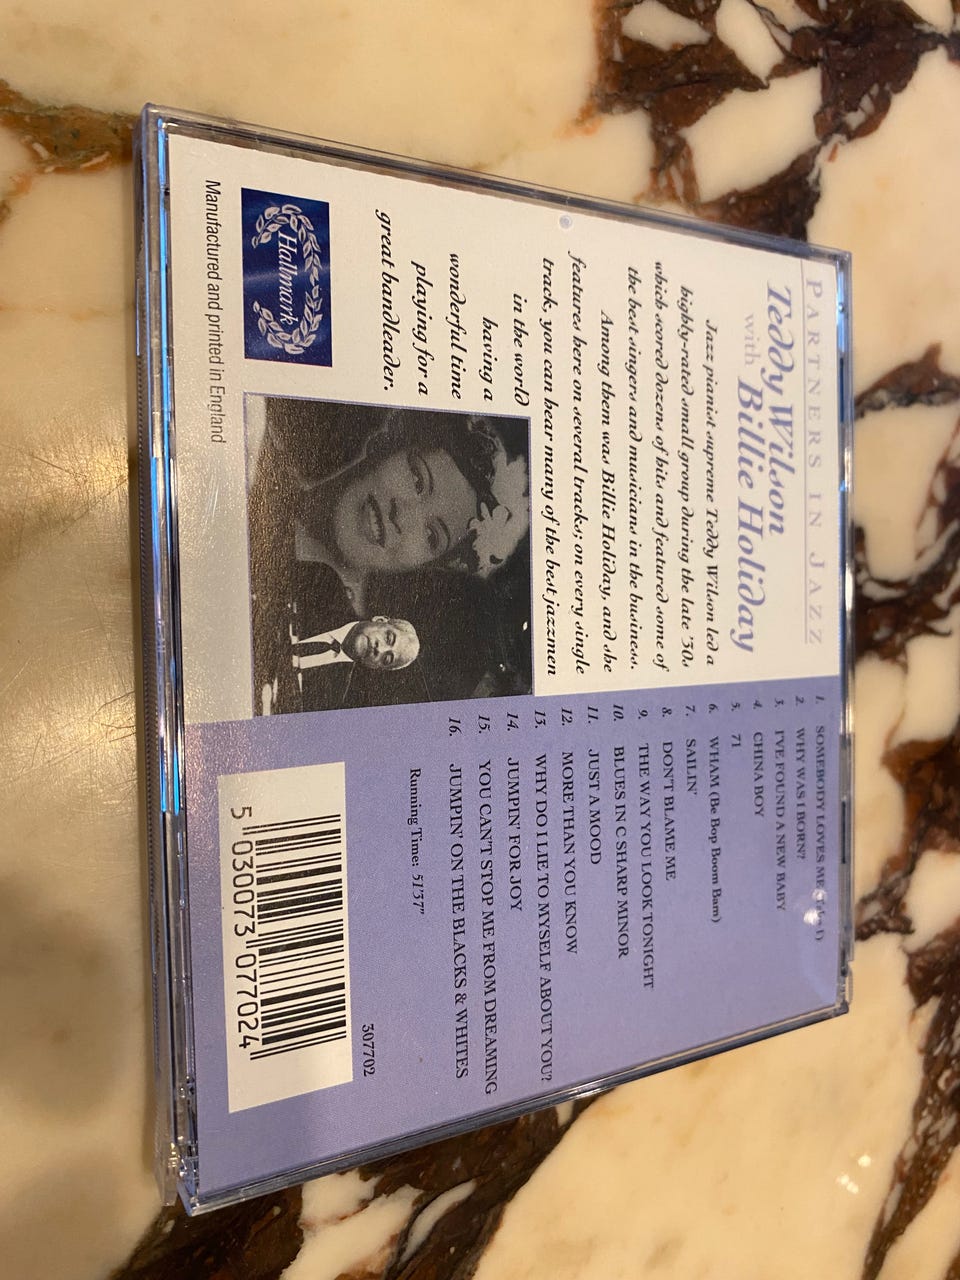 PARTNERS IN JAZZ
Teddy Wilson
with Billie Holiday
Jazz pianist supreme Teddy Wilson led a
highly-rated small group during the late '30s
which scored dozens of hits and featured some of
the best singers and musicians in the business.
Among them was Billie Holiday, and she
features here on several tracks; on every single
track, you can hear many of the best jazzmen
in the world
having a
wonderful time
playing for a
great bandleader.
Hallmark
Manufactured and printed in England
1. SOMEBODY LOVES ME
2. WHY WAS I BORN?
3. I'VE FOUND A NEW BABY
4. CHINA BOY
5. 71
6. WHAM (Be Bop Boom Bam)
7. SAILIN'
8. DON'T BLAME ME
9. THE WAY YOU LOOK TONIGHT
10. BLUES IN C SHARP MINOR
11. JUST A MOOD
12. MORE THAN YOU KNOW
13. WHY DO I LIE TO MYSELF ABOUT YOU?
14. JUMPIN' FOR JOY
15. YOU CAN'T STOP ME FROM DREAMING
16. JUMPIN' ON THE BLACKS & WHITES
Running Time: 51'37"
307702
5 030073 077024